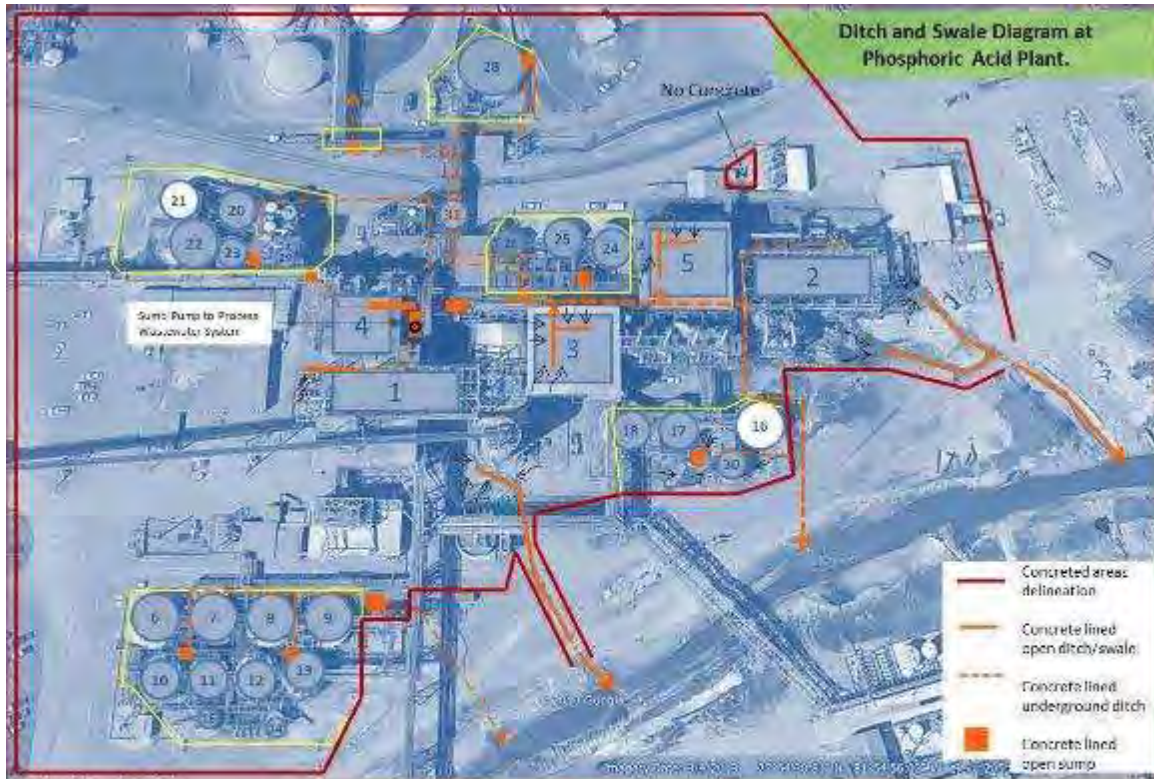 Ditch and Swale Diagram at
Phosphoric Acid Plant.
No Concrete
28
21
20
22
23
25
24
5
2
Sump Pump to Process
Wastewater System
4
3
1
18
17
16
6
7
8
9
10
11
12
13
Concreted areas
delineation
Concrete lined
open ditch/swale
Concrete lined
underground ditch
Concrete lined
open sump